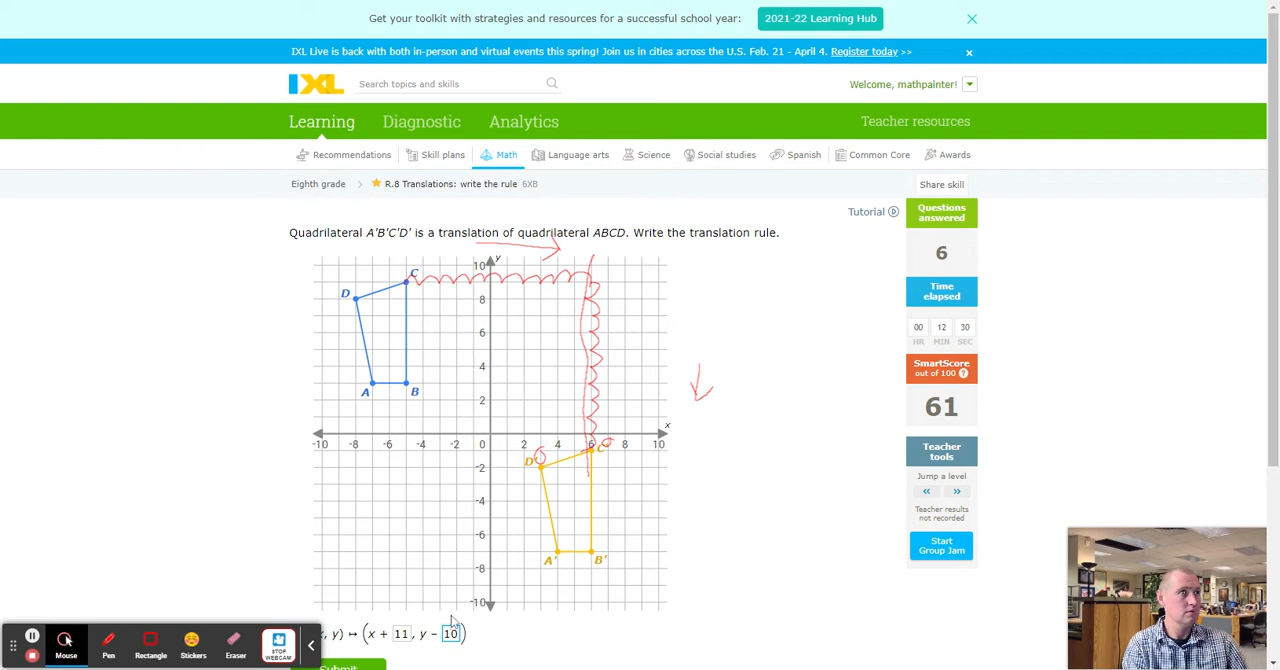 Get your toolkit with strategies and resources for a successful school year: 2021-22 Learning Hub
IXL Live is back with both in-person and virtual events this spring! Join us in cities across the U.S. Feb. 21 - April 4. Register today >>
IXL Search topics and skills Welcome, mathpainter!
Learning Diagnostic Analytics Teacher resources
Recommendations Skill plans Math Language arts Science Social studies Spanish Common Core Awards
Eighth grade R.8 Translations: write the rule 6XB Share skill
Tutorial
Questions answered
6
Time elapsed
00 12 30
HR MIN SEC
SmartScore out of 100 ?
61
Teacher tools
Jump a level
<< >>
Teacher results not recorded
Start Group Jam
Quadrilateral A'B'C'D' is a translation of quadrilateral ABCD. Write the translation rule.
10 y
C
D
8
6
4
A B
2
x
-10 -8 -6 -4 -2 0 2 4 6 8 10
D' C'
-2
-4
-6
A' B'
-8
-10
, y) ↦ (x + 11 , y − 10)
Submit
Mouse Pen Rectangle Stickers Eraser STOP WEBCAM